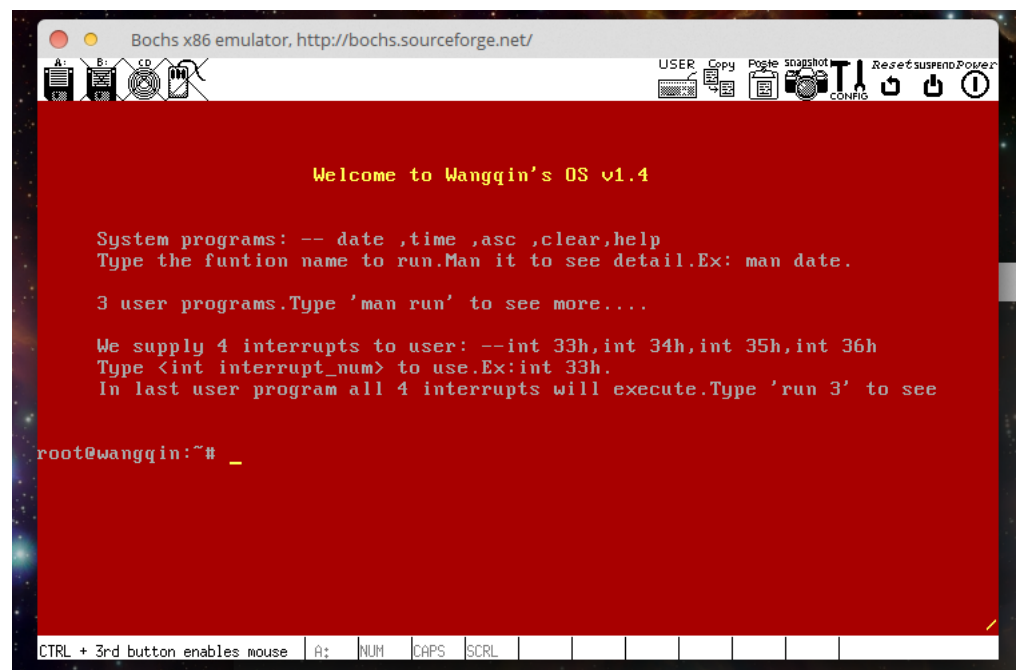 Bochs x86 emulator, http://bochs.sourceforge.net/
A: B: CD USER Copy Paste snapshot CONFIG Reset SUSPEND Power
Welcome to Wangqin's OS v1.4
System programs: -- date ,time ,asc ,clear,help
Type the funtion name to run.Man it to see detail.Ex: man date.
3 user programs.Type 'man run' to see more....
We supply 4 interrupts to user: --int 33h,int 34h,int 35h,int 36h
Type <int interrupt_num> to use.Ex:int 33h.
In last user program all 4 interrupts will execute.Type 'run 3' to see
root@wangqin:~# _
CTRL + 3rd button enables mouse A: NUM CAPS SCRL